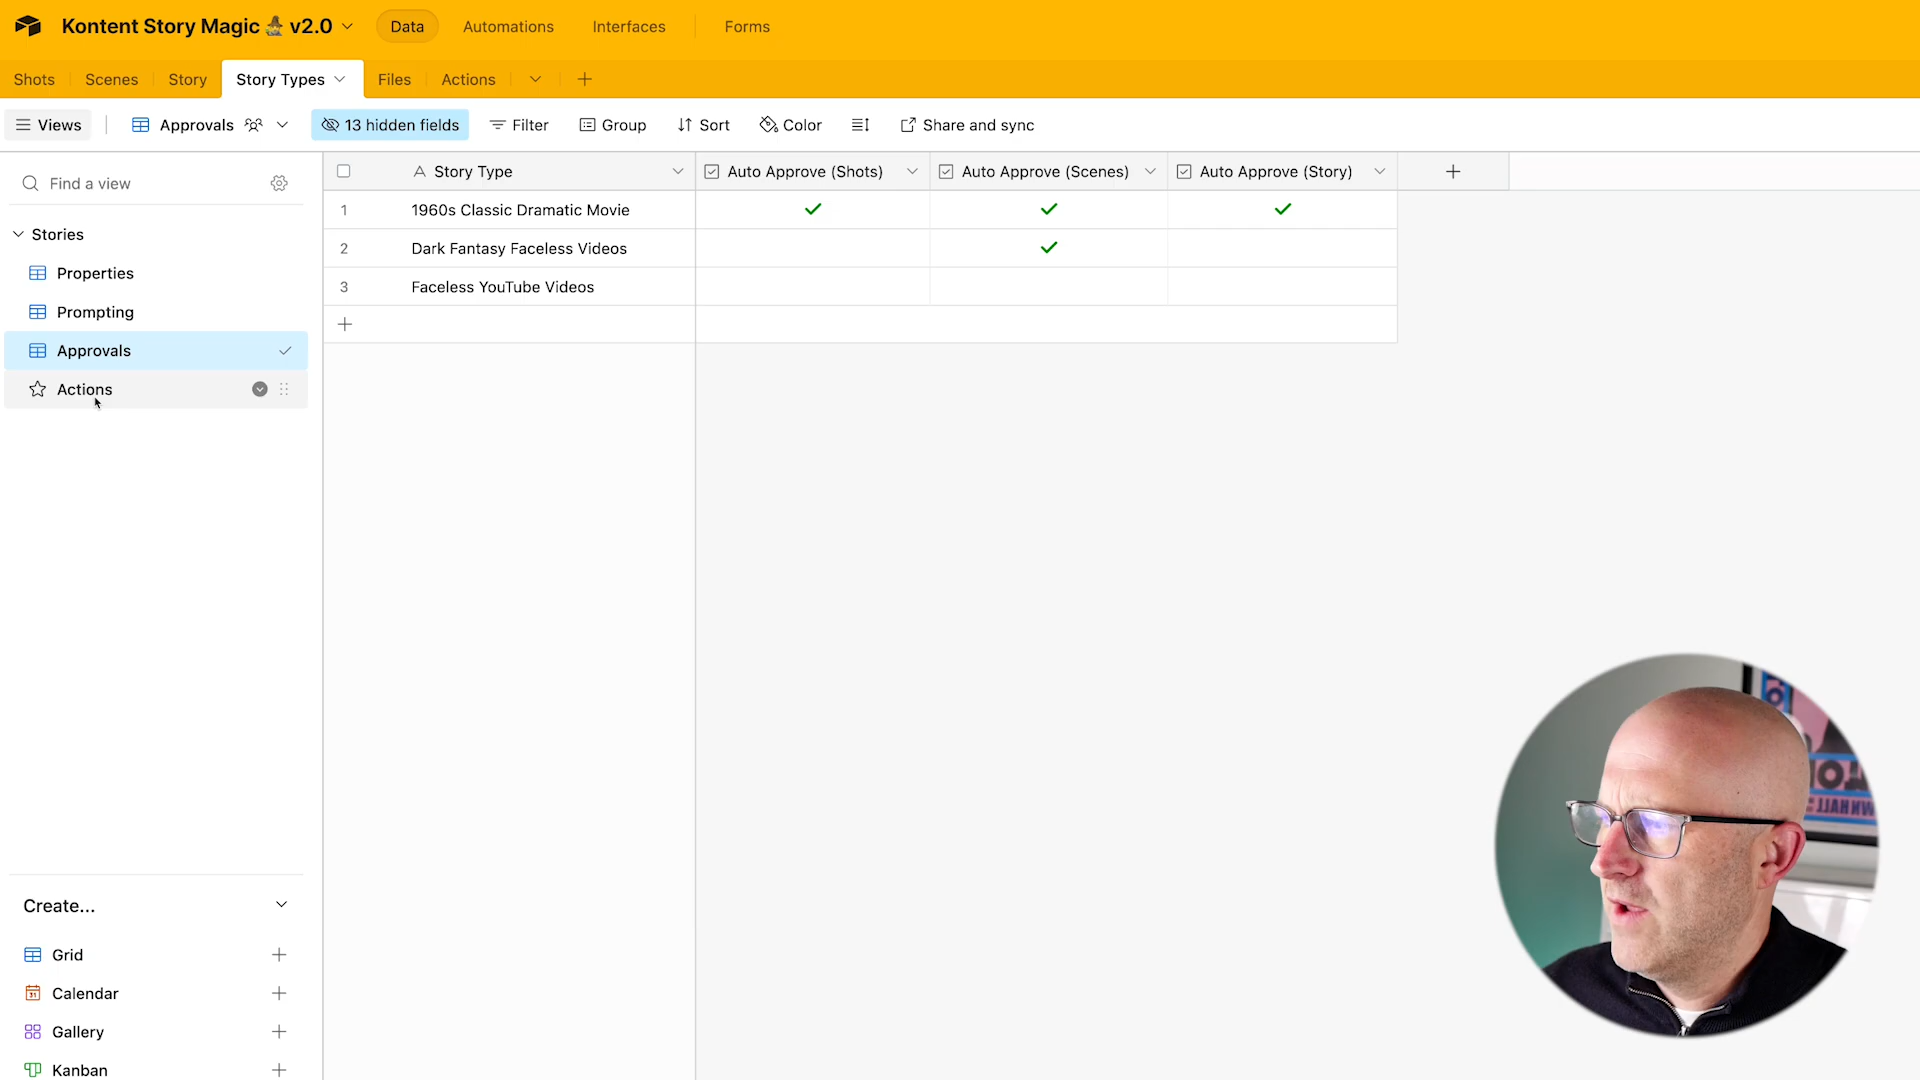 Kontent Story Magic v2.0
Data
Automations
Interfaces
Forms
Shots
Scenes
Story
Story Types
Files
Actions
Views
Approvals
13 hidden fields
Filter
Group
Sort
Color
Share and sync
Find a view
Stories
Properties
Prompting
Approvals
Actions
Story Type
Auto Approve (Shots)
Auto Approve (Scenes)
Auto Approve (Story)
1 1960s Classic Dramatic Movie
2 Dark Fantasy Faceless Videos
3 Faceless YouTube Videos
Create...
Grid
Calendar
Gallery
Kanban